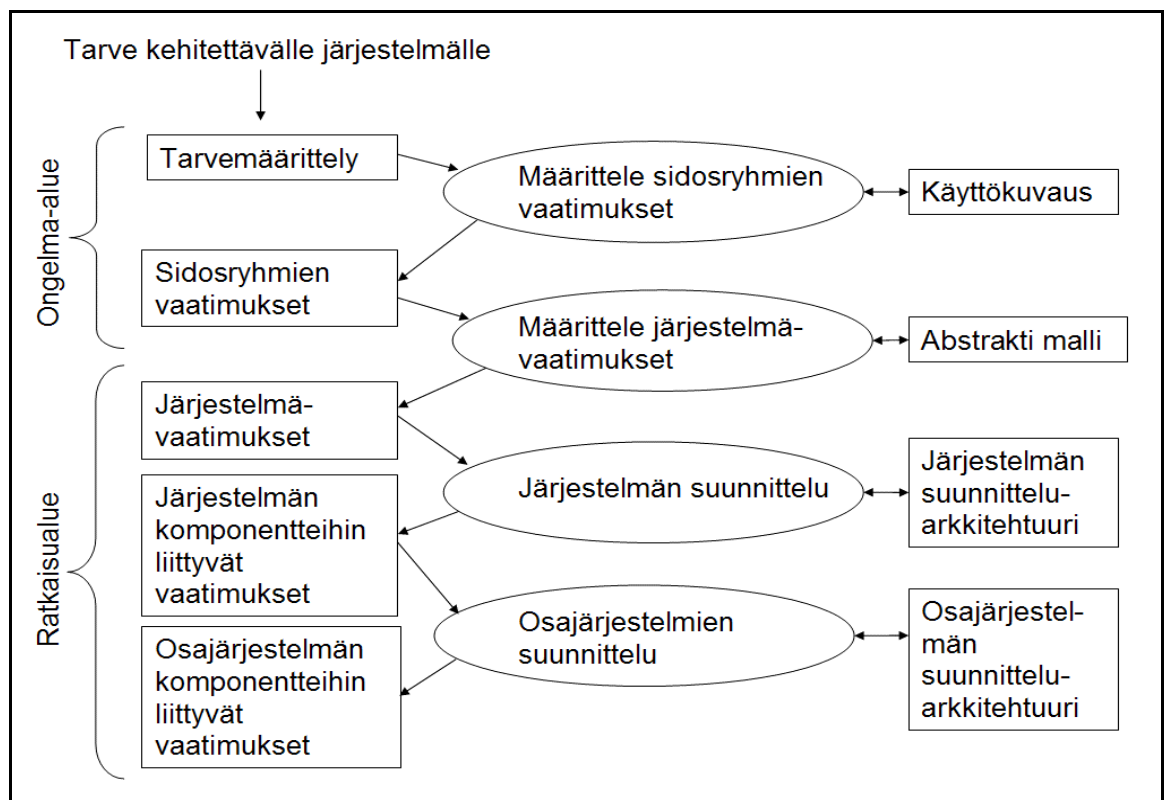 Tarve kehitettävälle järjestelmälle
Ongelma-alue
Tarvemäärittely
Määrittele sidosryhmien
vaatimukset
Käyttökuvaus
Sidosryhmien
vaatimukset
Määrittele järjestelmä-
vaatimukset
Abstrakti malli
Ratkaisualue
Järjestelmä-
vaatimukset
Järjestelmän suunnittelu
Järjestelmän
suunnittelu-
arkkitehtuuri
Järjestelmän
komponentteihin
liittyvät
vaatimukset
Osajärjestelmien
suunnittelu
Osajärjestel-
män
suunnittelu-
arkkitehtuuri
Osajärjestelmän
komponentteihin
liittyvät
vaatimukset